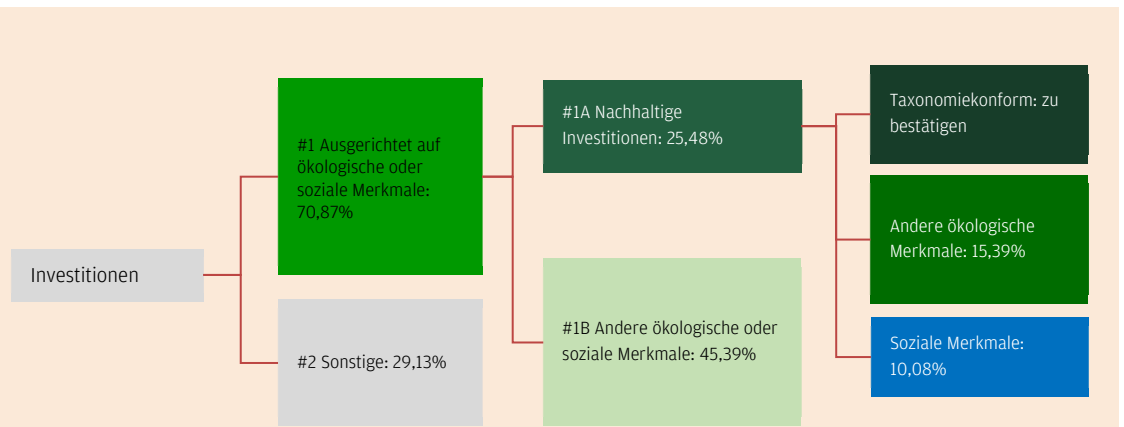 Investitionen
#1 Ausgerichtet auf
ökologische oder
soziale Merkmale:
70,87%
#2 Sonstige: 29,13%
#1A Nachhaltige
Investitionen: 25,48%
#1B Andere ökologische oder
soziale Merkmale: 45,39%
Taxonomiekonform: zu
bestätigen
Andere ökologische
Merkmale: 15,39%
Soziale Merkmale:
10,08%